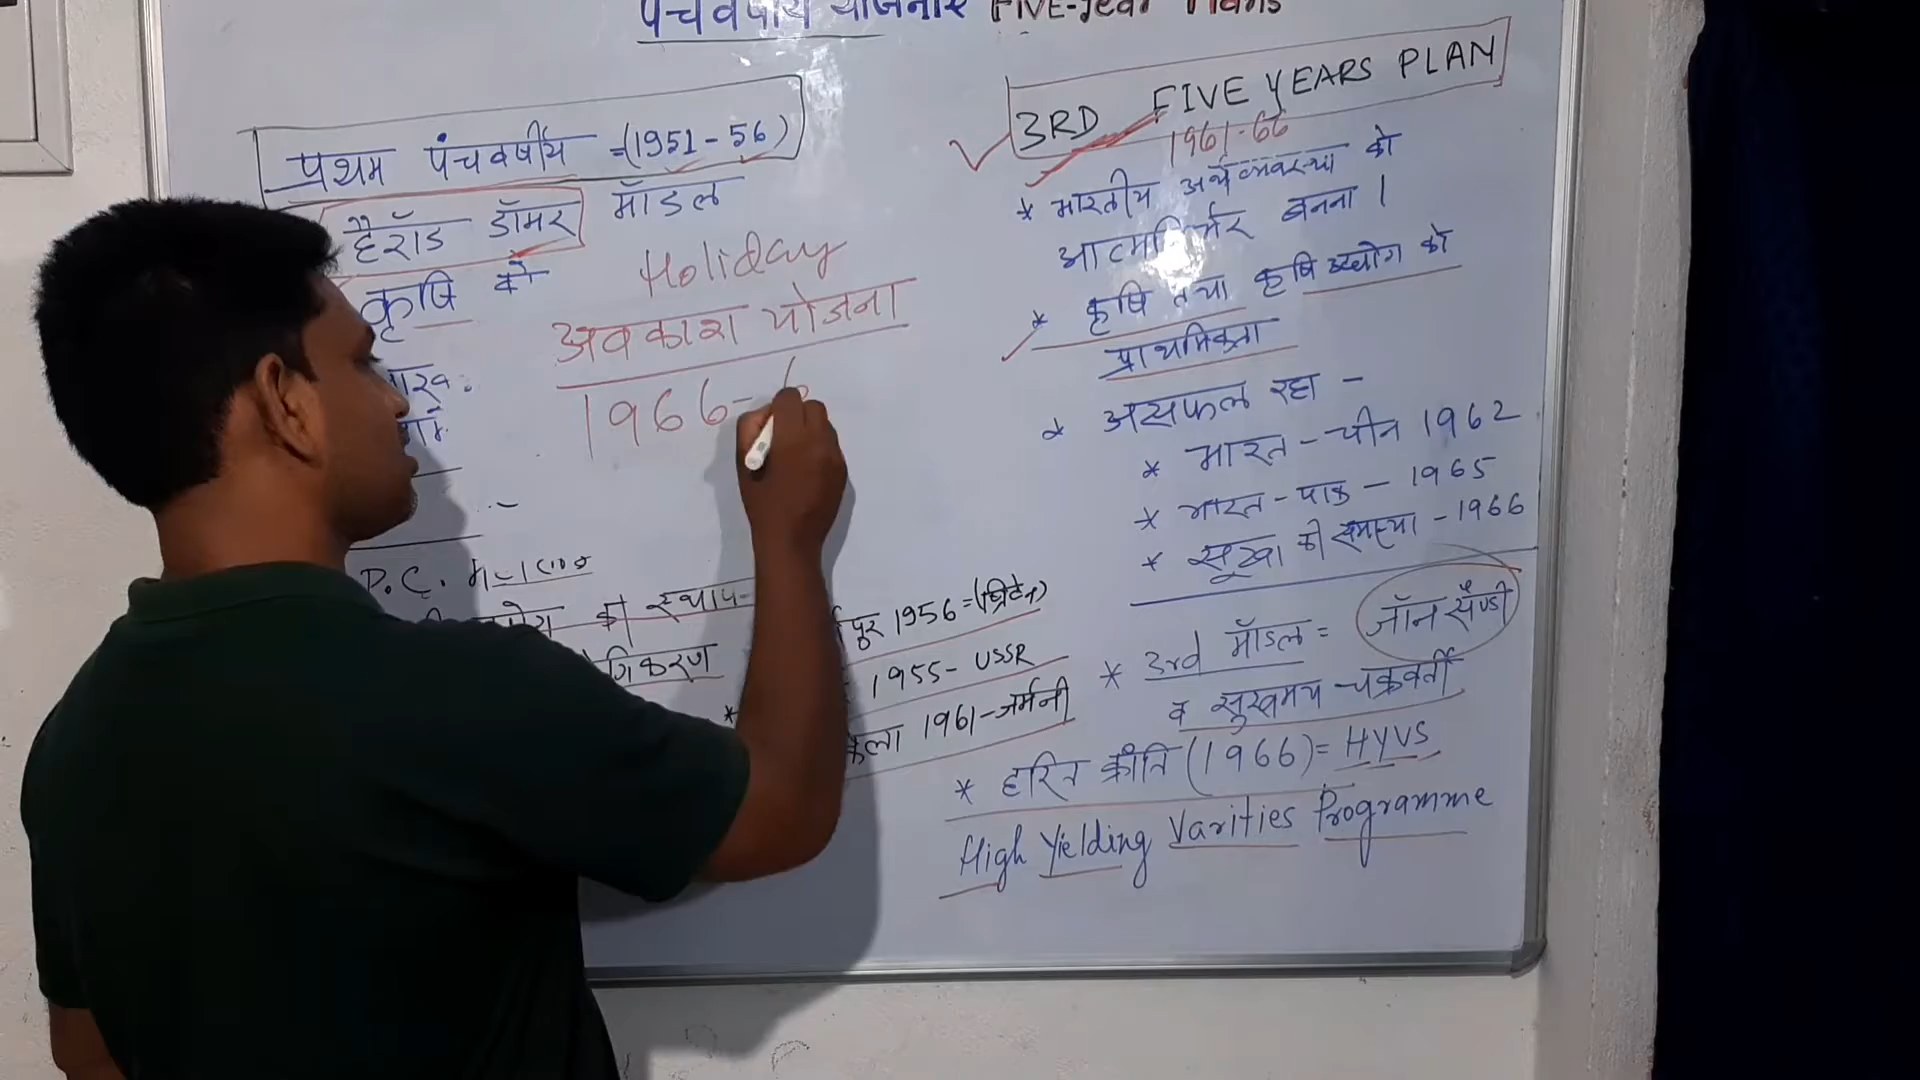 पंचवर्षीय योजनाएं FIVE-year Plans
प्रथम पंचवर्षीय =(1951-56)
हैरॉड डॉमर मॉडल
कृषि को
Holiday
अवकाश योजना
1966-6
P.C.
की स्थाप-
पुर 1956=(ब्रिटेन)
1955- USSR
केला 1961-जर्मनी
3RD FIVE YEARS PLAN
1961-66
* भारतीय अर्थव्यवस्था को
आत्मनिर्भर बनना।
* कृषि तथा कृषि उद्योग को
प्राथमिकता
* असफल रहा -
* भारत-चीन 1962
* भारत-पाक - 1965
* सूखा की समस्या -1966
* 3rd मॉडल= जॉन सैण्डी
व सुखमय-चक्रवर्ती
* हरित क्रांति (1966)= HYVS
High Yielding Varities Programme